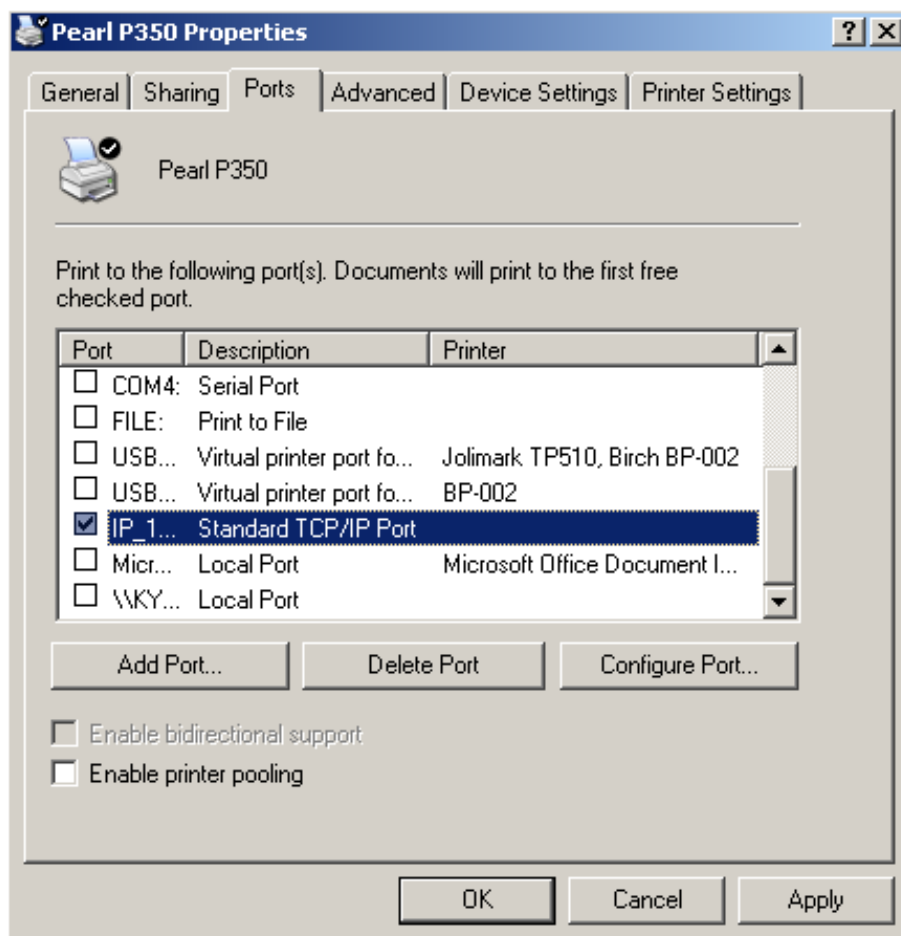 Pearl P350 Properties
General Sharing Ports Advanced Device Settings Printer Settings
Pearl P350
Print to the following port(s). Documents will print to the first free
checked port.
Port Description Printer
COM4: Serial Port
FILE: Print to File
USB... Virtual printer port fo... Jolimark TP510, Birch BP-002
USB... Virtual printer port fo... BP-002
IP_1... Standard TCP/IP Port
Micr... Local Port Microsoft Office Document I...
\\KY... Local Port
Add Port... Delete Port Configure Port...
Enable bidirectional support
Enable printer pooling
OK Cancel Apply